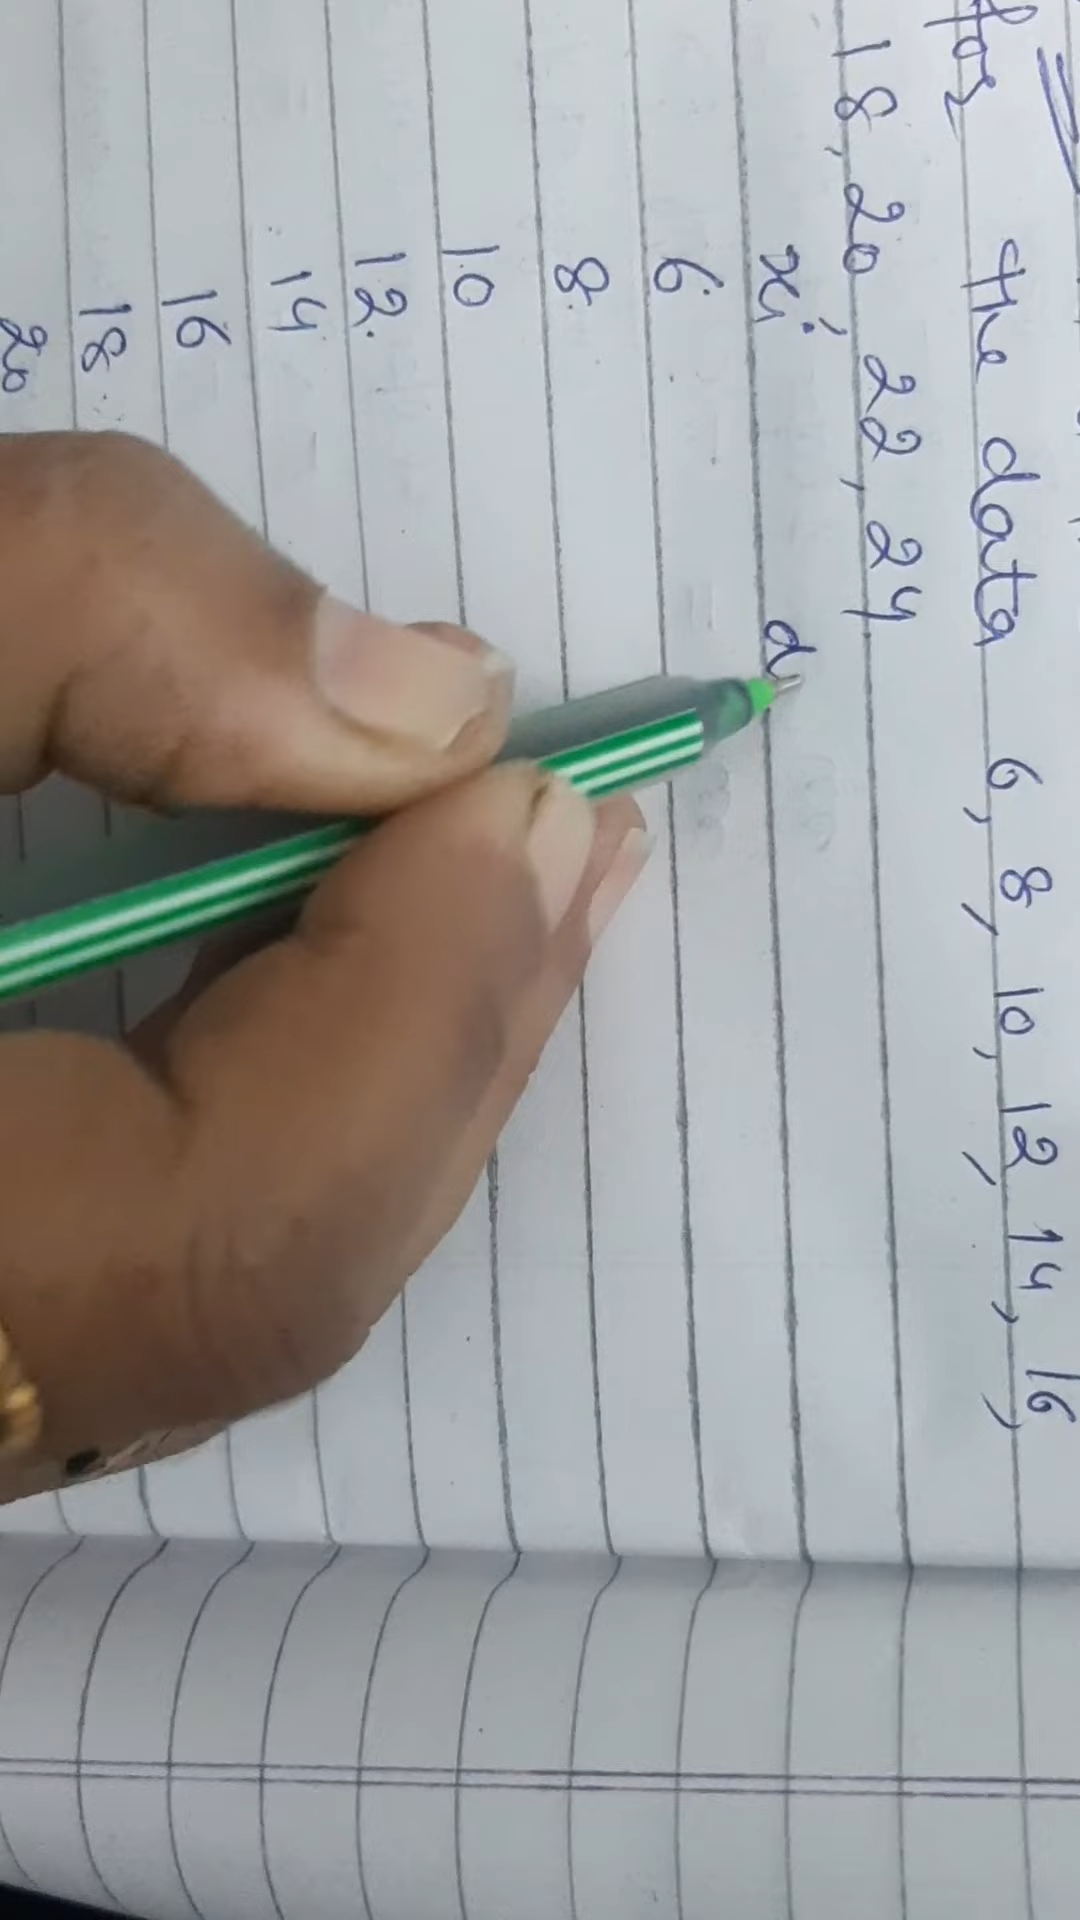 for the data 6, 8, 10, 12, 14, 16,
18, 20, 22, 24
xi d
6
8
10
12
14
16
18
20